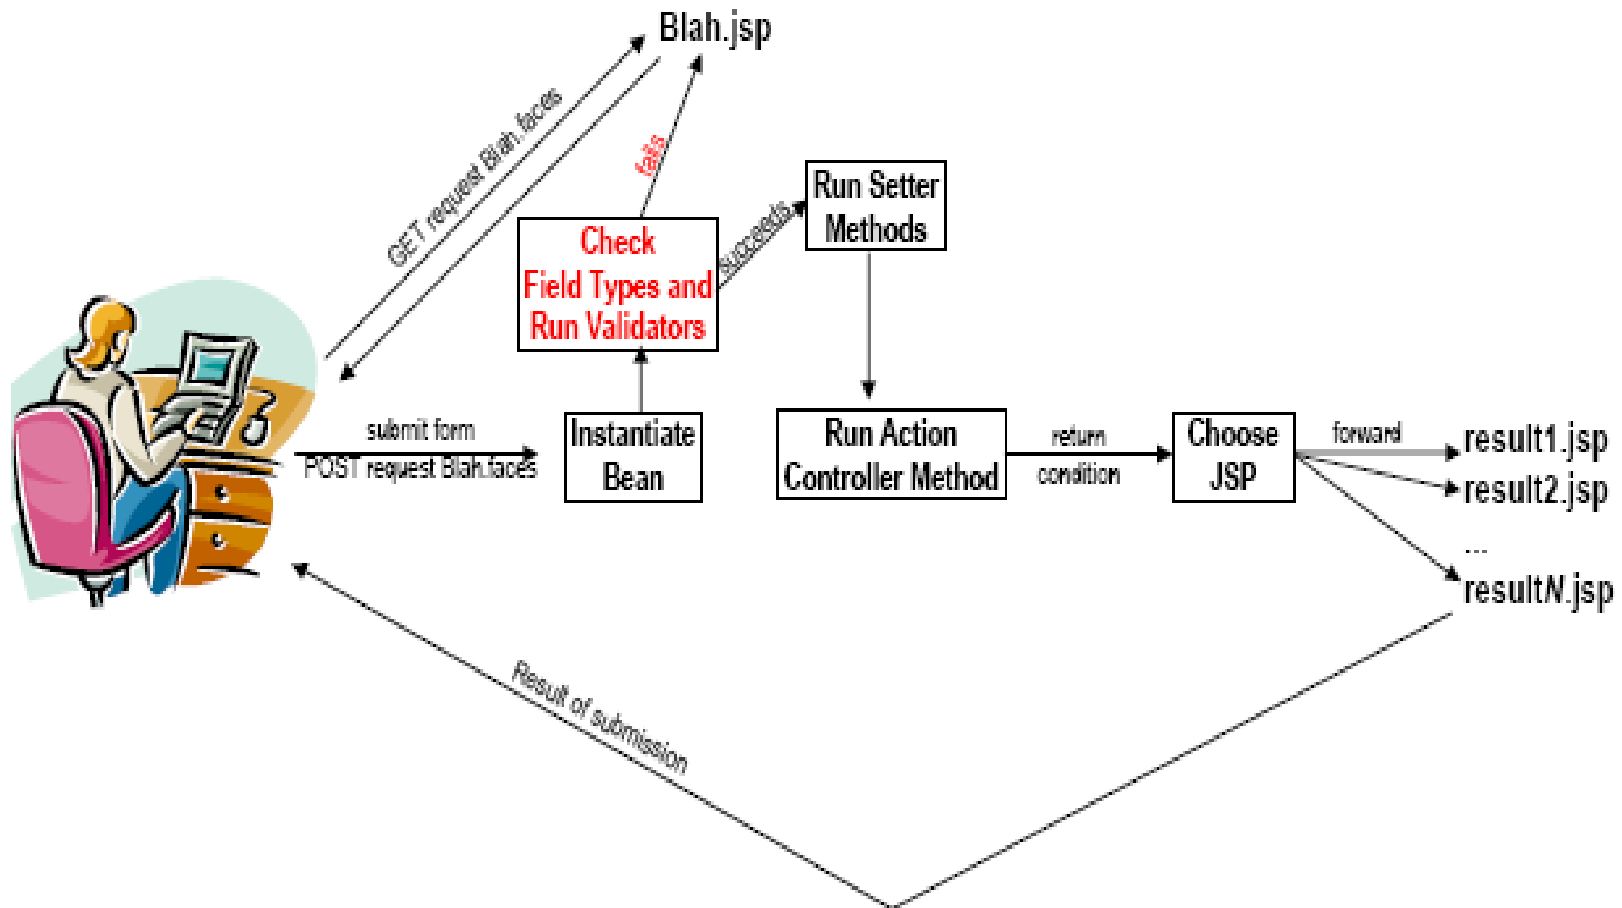 Blah.jsp
GET request Blah.faces
fails
Run Setter
Methods
succeeds
Check
Field Types and
Run Validators
submit form
POST request Blah.faces
Instantiate
Bean
Run Action
Controller Method
return
condition
Choose
JSP
forward
result1.jsp
result2.jsp
...
resultN.jsp
Result of submission